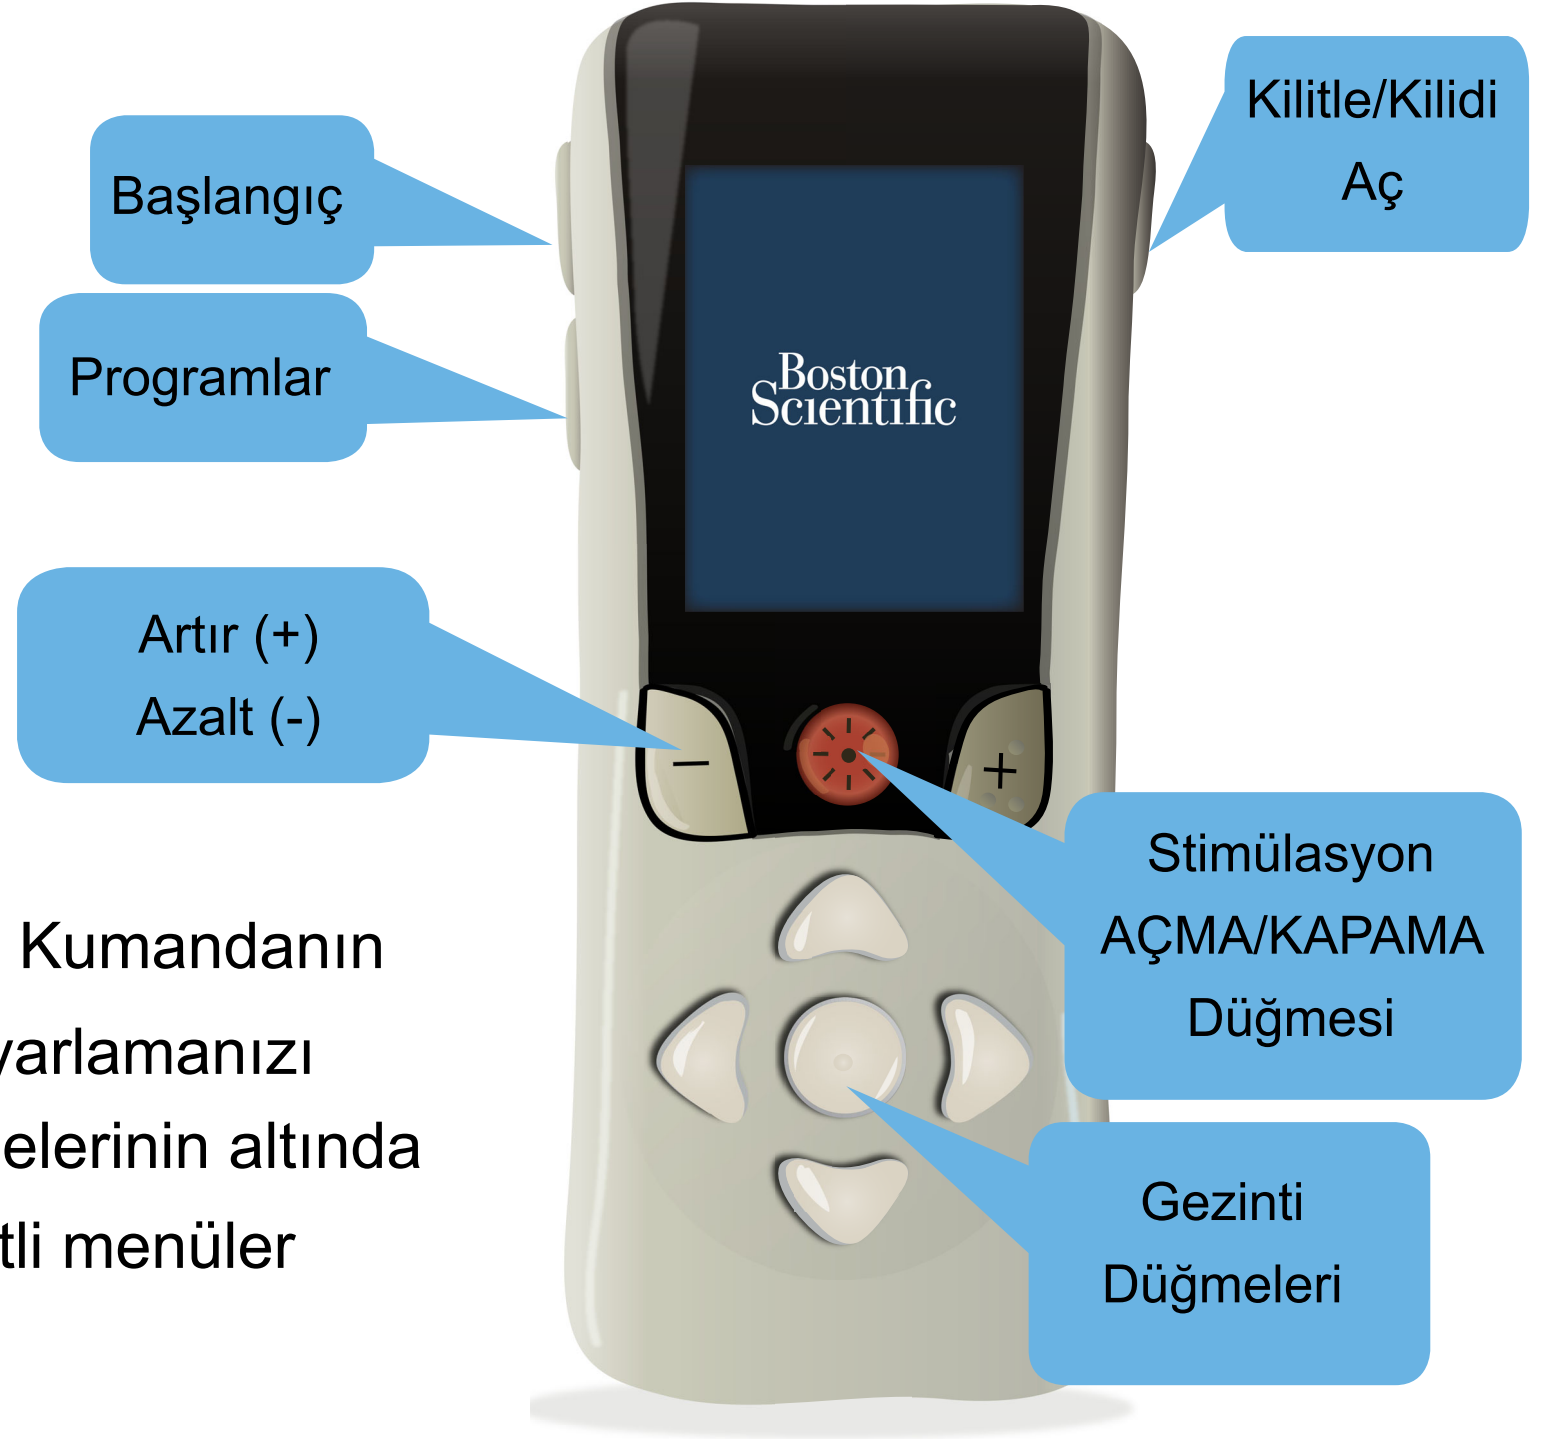 Kilitle/Kilidi
Aç
Başlangıç
Programlar
Boston
Scientific
Artır (+)
Azalt (-)
−
+
Stimülasyon
AÇMA/KAPAMA
Düğmesi
Kumandanın
yarlamanızı
elerinin altında
tli menüler
Gezinti
Düğmeleri